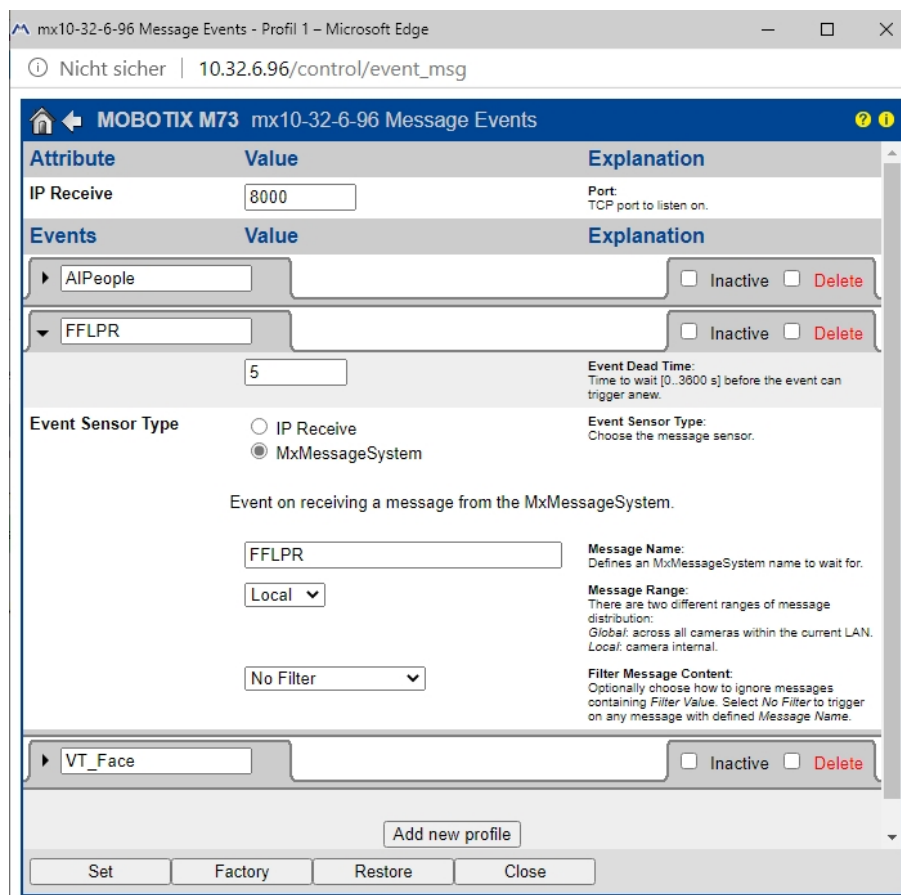 mx10-32-6-96 Message Events - Profil 1 – Microsoft Edge
Nicht sicher | 10.32.6.96/control/event_msg
MOBOTIX M73 mx10-32-6-96 Message Events
Attribute Value Explanation
IP Receive 8000 Port:
TCP port to listen on.
Events Value Explanation
AIPeople Inactive Delete
FFLPR Inactive Delete
5 Event Dead Time:
Time to wait [0..3600 s] before the event can
trigger anew.
Event Sensor Type IP Receive Event Sensor Type:
MxMessageSystem Choose the message sensor.
Event on receiving a message from the MxMessageSystem.
FFLPR Message Name:
Defines an MxMessageSystem name to wait for.
Local Message Range:
There are two different ranges of message
distribution:
Global: across all cameras within the current LAN.
Local: camera internal.
No Filter Filter Message Content:
Optionally choose how to ignore messages
containing Filter Value. Select No Filter to trigger
on any message with defined Message Name.
VT_Face Inactive Delete
Add new profile
Set Factory Restore Close